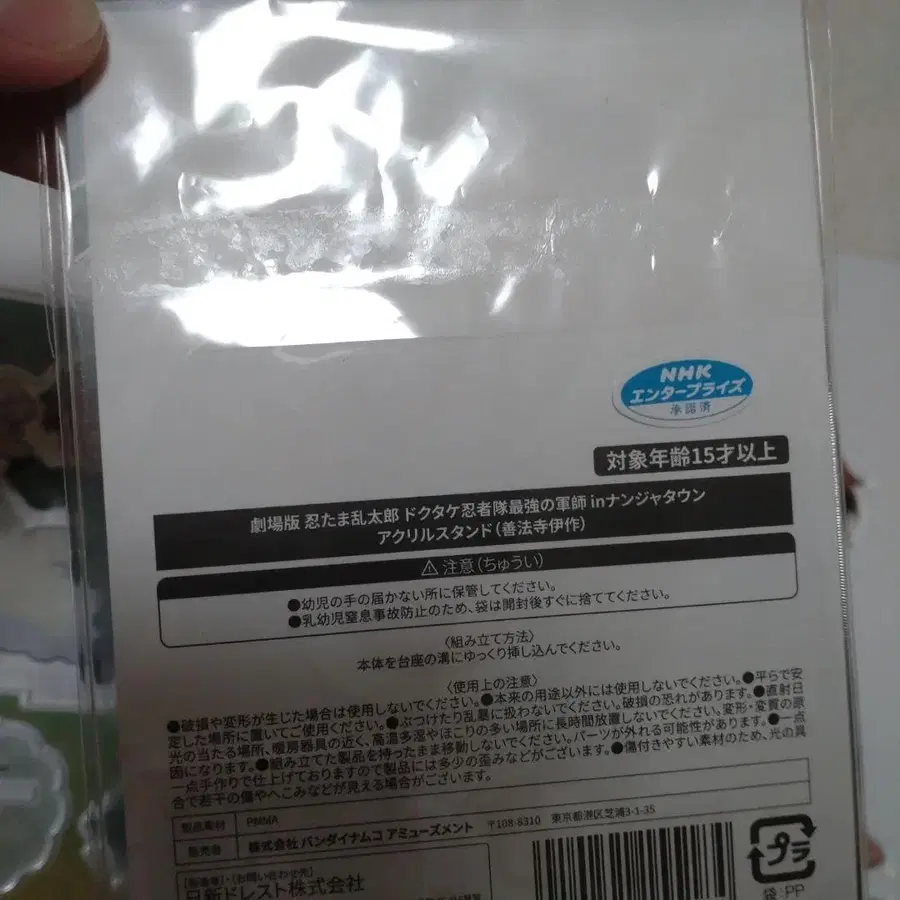 NHK
エンタープライズ
承認済
対象年齢15才以上
劇場版 忍たま乱太郎 ドクタケ忍者隊最強の軍師 inナンジャタウン
アクリルスタンド(善法寺伊作)
⚠注意(ちゅうい)
●幼児の手の届かない所に保管してください。
●乳幼児窒息事故防止のため、袋は開封後すぐに捨ててください。
〈組み立て方法〉
本体を台座の溝にゆっくり挿し込んでください。
〈使用上の注意〉
●破損や変形が生じた場合は使用しないでください。●本来の用途以外には使用しないでください。●平らで安
定した場所に置いてご使用ください。●ぶつけたり乱暴に扱わないでください。破損の恐れがあります。●直射日
光の当たる場所、暖房器具の近く、高温多湿やほこりの多い場所に長時間放置しないでください。変形・変質の原
因になります。●組み立てた製品を持ったまま移動しないでください。パーツが外れる可能性があります。●一点
一点手作りで仕上げておりますので製品には多少の歪みなどがございます。●傷付きやすい素材のため、光の具
合で若干の傷やへこみなどが見える場合がございます。
製品素材 PMMA
販売者 株式会社 バンダイナムコ アミューズメント 〒108-8310 東京都港区芝浦3-1-35
[製造者]・(お問い合わせ先)
日新ドレスト株式会社
プラ
袋:PP